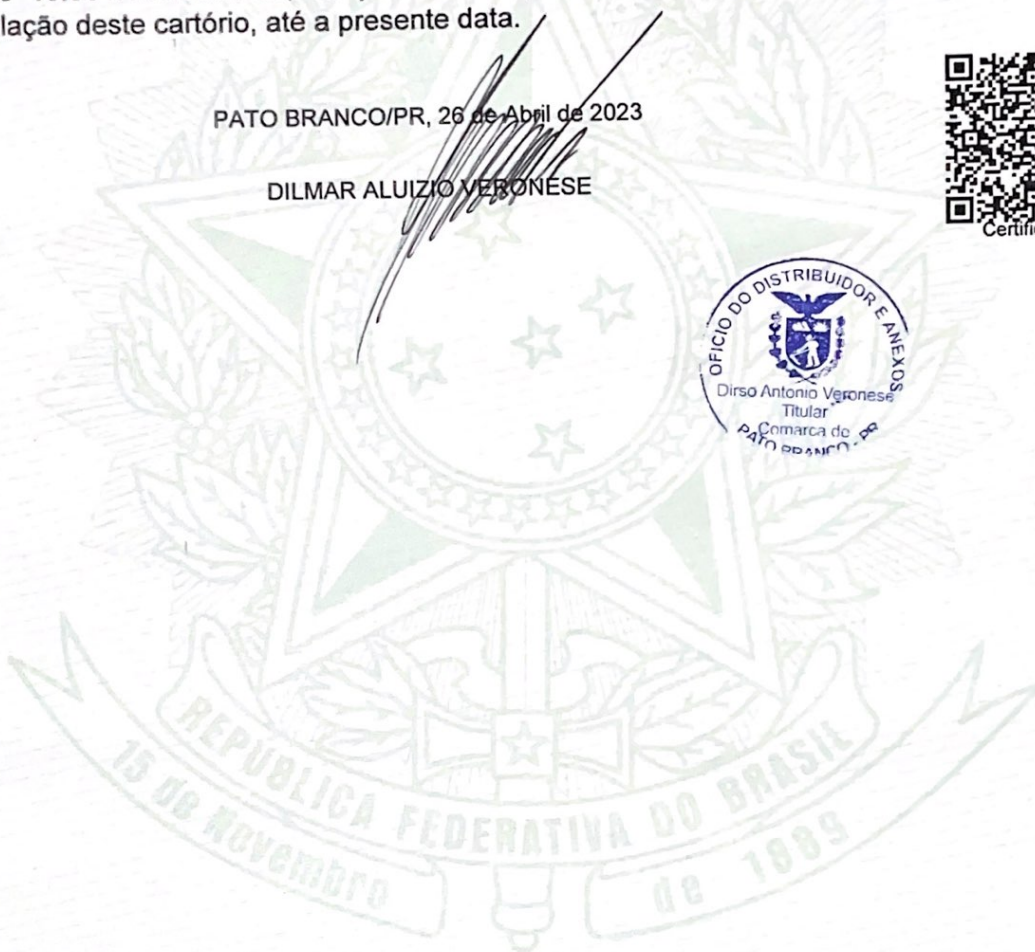 lação deste cartório, até a presente data.
PATO BRANCO/PR, 26 de Abril de 2023
DILMAR ALUIZIO VERONESE
Certifi
OFICIO DO DISTRIBUIDOR E ANEXOS
Dirso Antonio Veronese
Titular
Comarca de
PATO BRANCO - PR
REPÚBLICA FEDERATIVA DO BRASIL
15 de Novembro de 1889